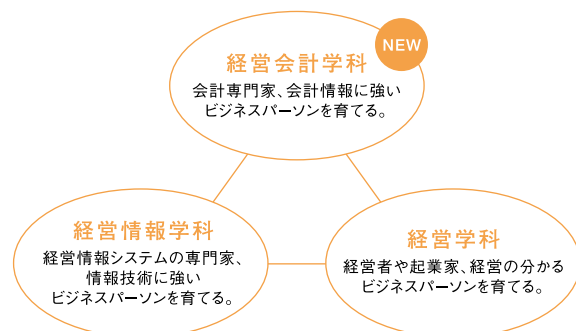 NEW
経営会計学科
会計専門家、会計情報に強い
ビジネスパーソンを育てる。
経営情報学科
経営情報システムの専門家、
情報技術に強い
ビジネスパーソンを育てる。
経営学科
経営者や起業家、経営の分かる
ビジネスパーソンを育てる。